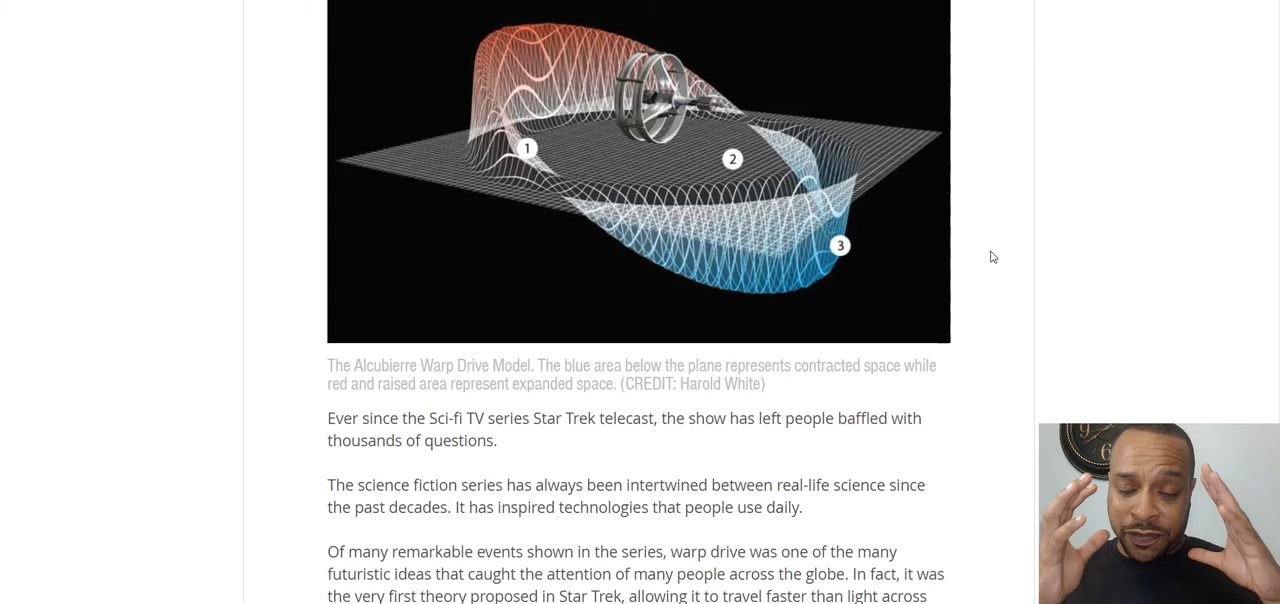 1
2
3
The Alcubierre Warp Drive Model. The blue area below the plane represents contracted space while
red and raised area represent expanded space. (CREDIT: Harold White)
Ever since the Sci-fi TV series Star Trek telecast, the show has left people baffled with
thousands of questions.
The science fiction series has always been intertwined between real-life science since
the past decades. It has inspired technologies that people use daily.
Of many remarkable events shown in the series, warp drive was one of the many
futuristic ideas that caught the attention of many people across the globe. In fact, it was
the very first theory proposed in Star Trek, allowing it to travel faster than light across
9
6